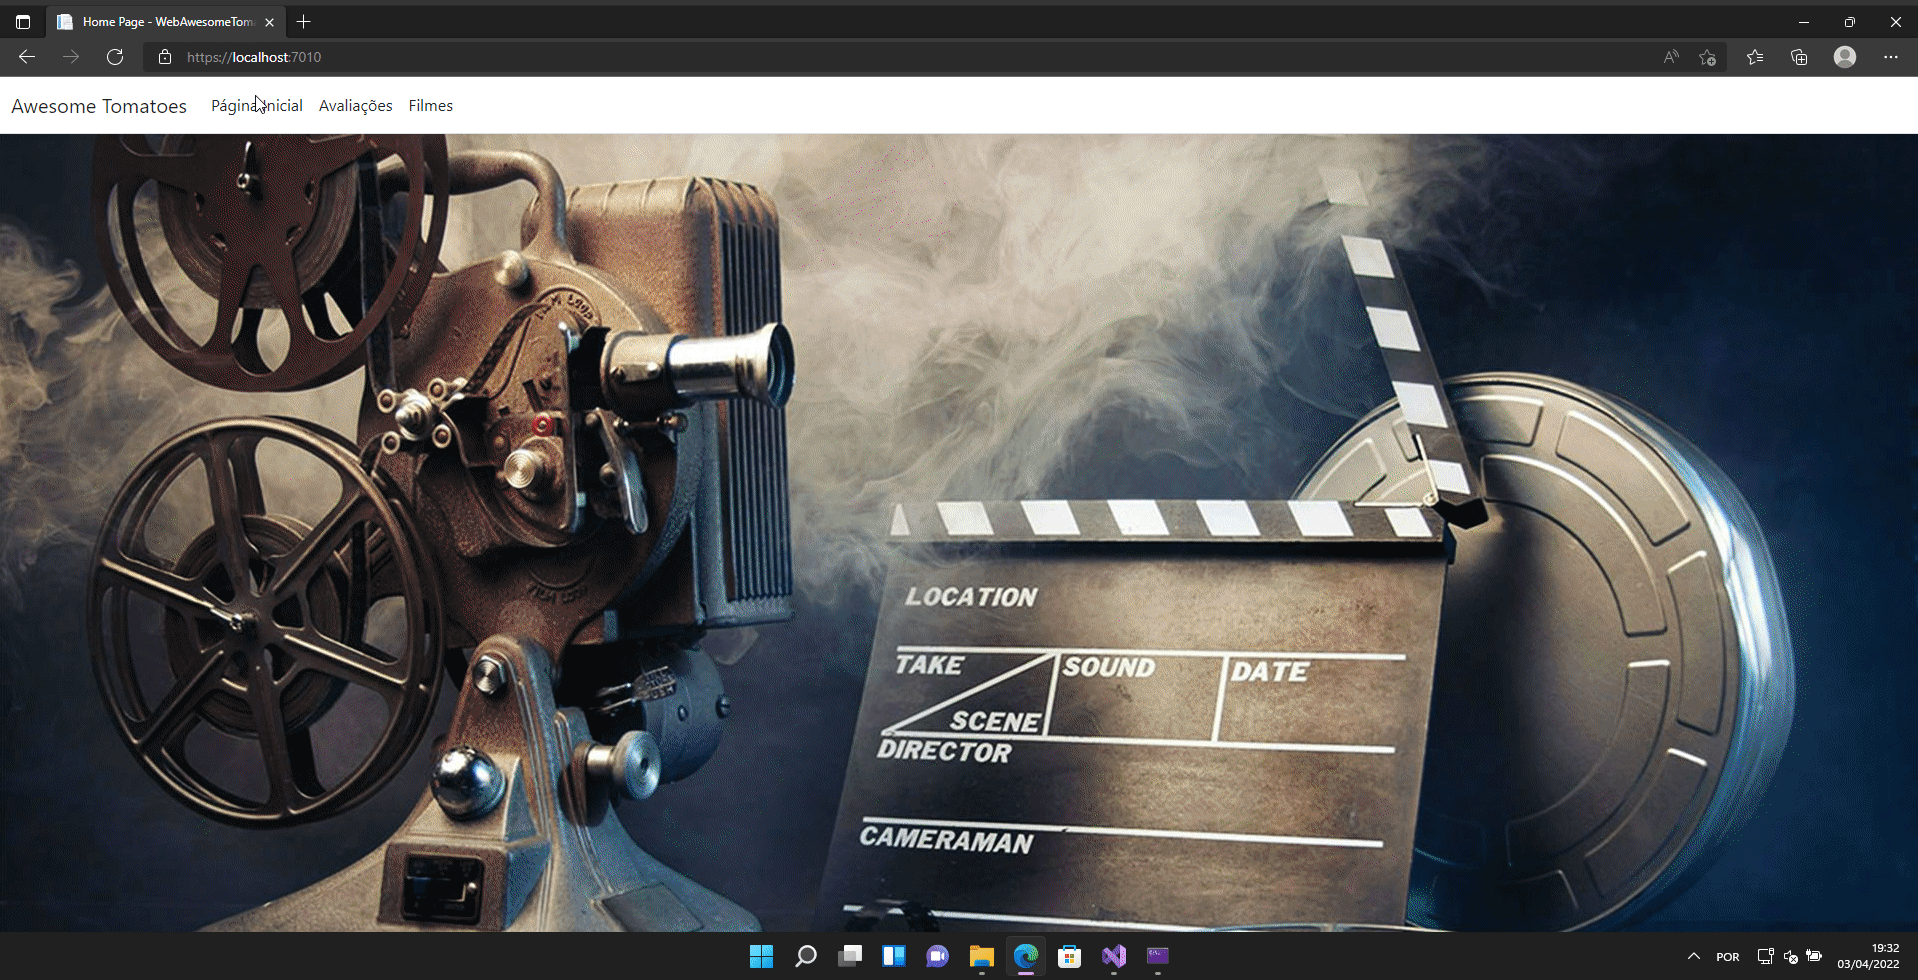 Home Page - WebAwesomeTom
https://localhost:7010
Awesome Tomatoes Página Inicial Avaliações Filmes
LOCATION
TAKE SOUND DATE
SCENE
DIRECTOR
CAMERAMAN
POR
19:32
03/04/2022